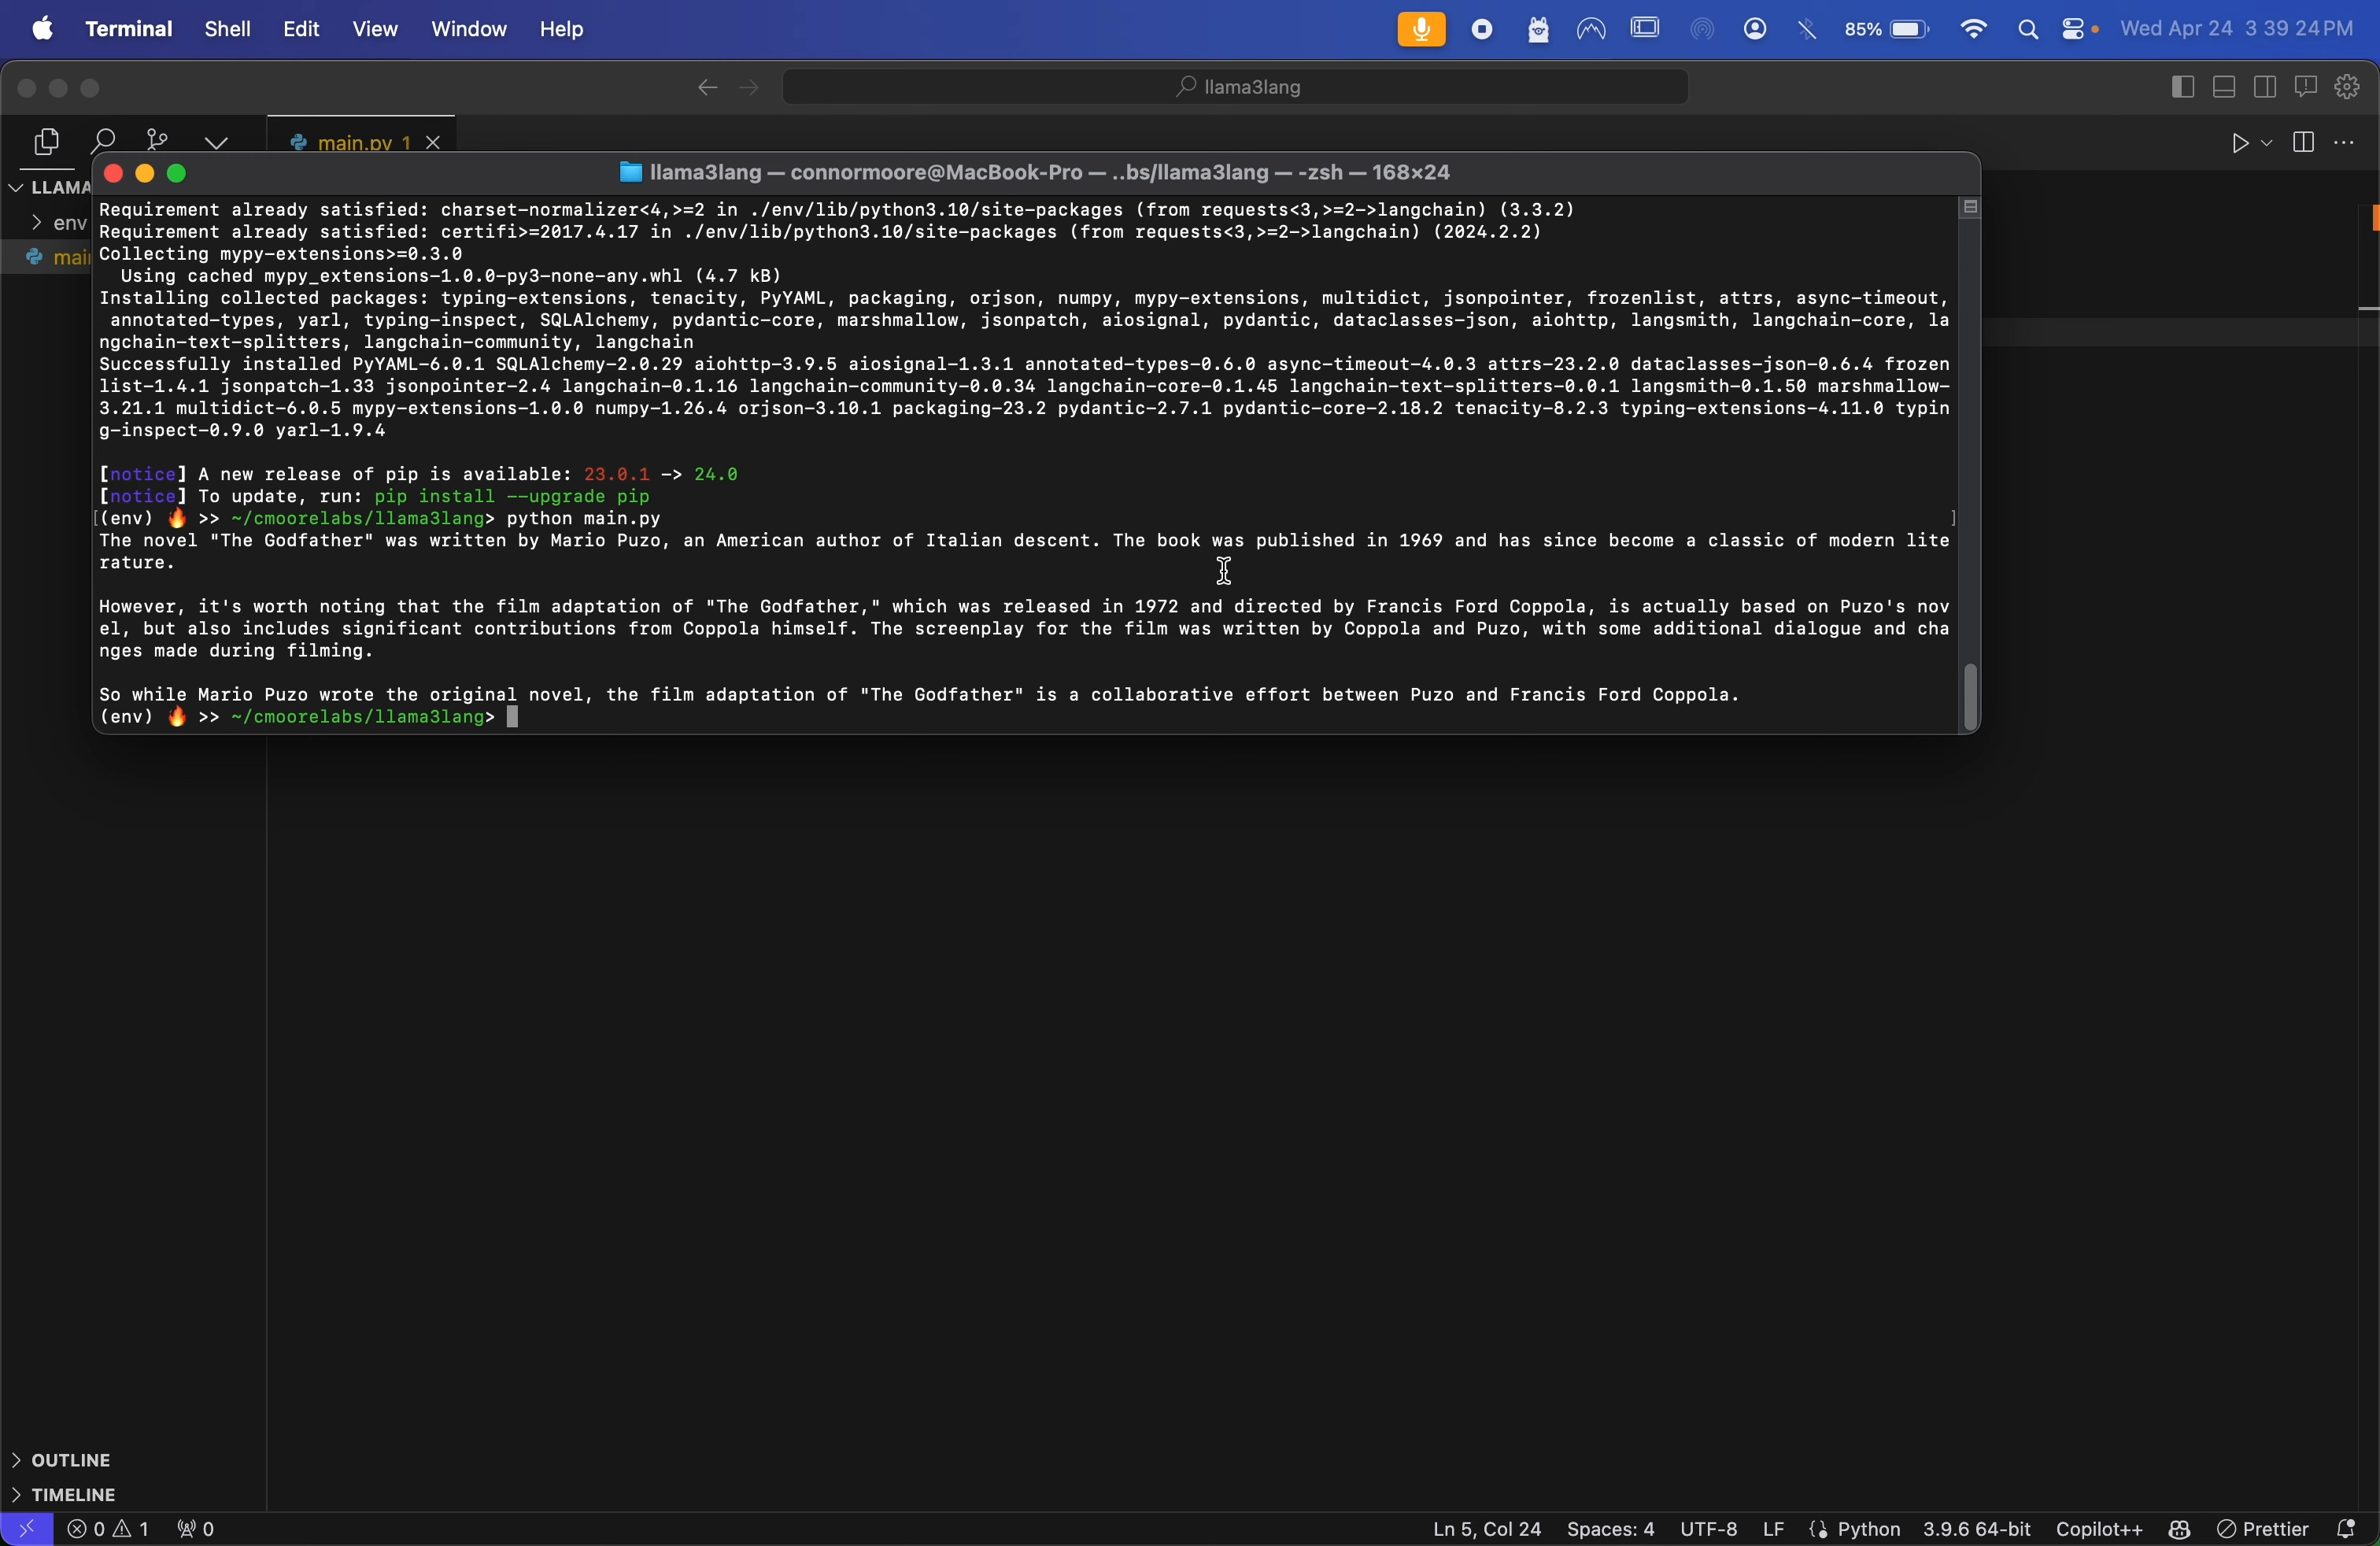 Terminal Shell Edit View Window Help 85% Wed Apr 24 3 39 24 PM
llama3lang
main.py 1
llama3lang — connormoore@MacBook-Pro — ..bs/llama3lang — -zsh — 168×24
LLAMA
env
mai
Requirement already satisfied: charset-normalizer<4,>=2 in ./env/lib/python3.10/site-packages (from requests<3,>=2->langchain) (3.3.2)
Requirement already satisfied: certifi>=2017.4.17 in ./env/lib/python3.10/site-packages (from requests<3,>=2->langchain) (2024.2.2)
Collecting mypy-extensions>=0.3.0
  Using cached mypy_extensions-1.0.0-py3-none-any.whl (4.7 kB)
Installing collected packages: typing-extensions, tenacity, PyYAML, packaging, orjson, numpy, mypy-extensions, multidict, jsonpointer, frozenlist, attrs, async-timeout,
 annotated-types, yarl, typing-inspect, SQLAlchemy, pydantic-core, marshmallow, jsonpatch, aiosignal, pydantic, dataclasses-json, aiohttp, langsmith, langchain-core, la
ngchain-text-splitters, langchain-community, langchain
Successfully installed PyYAML-6.0.1 SQLAlchemy-2.0.29 aiohttp-3.9.5 aiosignal-1.3.1 annotated-types-0.6.0 async-timeout-4.0.3 attrs-23.2.0 dataclasses-json-0.6.4 frozen
list-1.4.1 jsonpatch-1.33 jsonpointer-2.4 langchain-0.1.16 langchain-community-0.0.34 langchain-core-0.1.45 langchain-text-splitters-0.0.1 langsmith-0.1.50 marshmallow-
3.21.1 multidict-6.0.5 mypy-extensions-1.0.0 numpy-1.26.4 orjson-3.10.1 packaging-23.2 pydantic-2.7.1 pydantic-core-2.18.2 tenacity-8.2.3 typing-extensions-4.11.0 typin
g-inspect-0.9.0 yarl-1.9.4
[notice] A new release of pip is available: 23.0.1 -> 24.0
[notice] To update, run: pip install --upgrade pip
[(env) 🔥 >> ~/cmoorelabs/llama3lang> python main.py ]
The novel "The Godfather" was written by Mario Puzo, an American author of Italian descent. The book was published in 1969 and has since become a classic of modern lite
rature.
However, it's worth noting that the film adaptation of "The Godfather," which was released in 1972 and directed by Francis Ford Coppola, is actually based on Puzo's nov
el, but also includes significant contributions from Coppola himself. The screenplay for the film was written by Coppola and Puzo, with some additional dialogue and cha
nges made during filming.
So while Mario Puzo wrote the original novel, the film adaptation of "The Godfather" is a collaborative effort between Puzo and Francis Ford Coppola.
(env) 🔥 >> ~/cmoorelabs/llama3lang>
OUTLINE
TIMELINE
0 1 0 Ln 5, Col 24 Spaces: 4 UTF-8 LF Python 3.9.6 64-bit Copilot++ Prettier